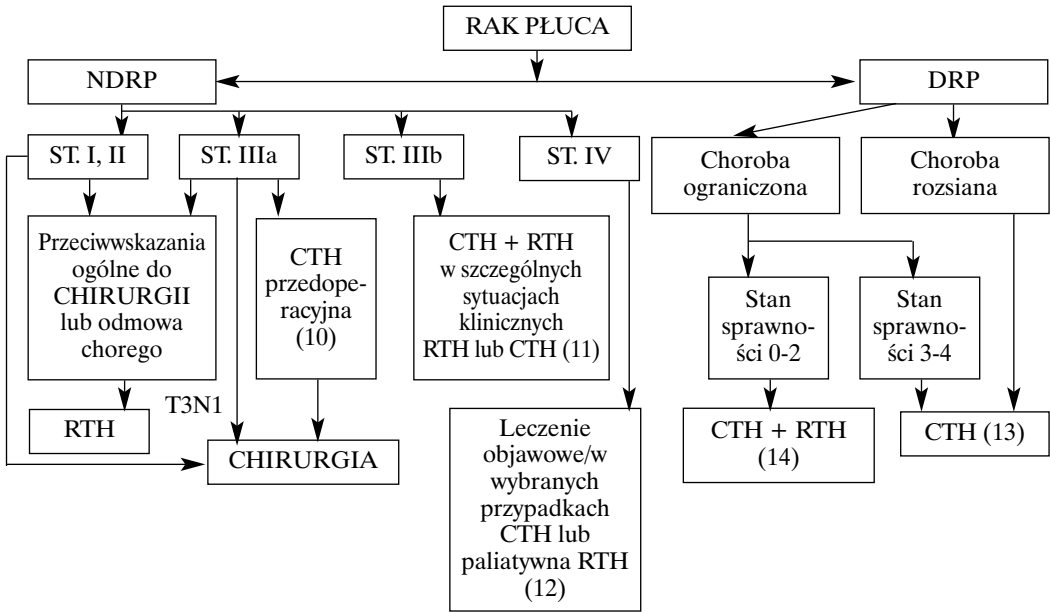 RAK PŁUCA
NDRP
DRP
ST. I, II
ST. IIIa
ST. IIIb
ST. IV
Choroba
ograniczona
Choroba
rozsiana
Przeciwwskazania
ogólne do
CHIRURGII
lub odmowa
chorego
CTH
przedope-
racyjna
(10)
CTH + RTH
w szczególnych
sytuacjach
klinicznych
RTH lub CTH (11)
Stan
sprawno-
ści 0-2
Stan
sprawno-
ści 3-4
RTH
T3N1
CHIRURGIA
Leczenie
objawowe/w
wybranych
przypadkach
CTH lub
paliatywna RTH
(12)
CTH + RTH
(14)
CTH (13)